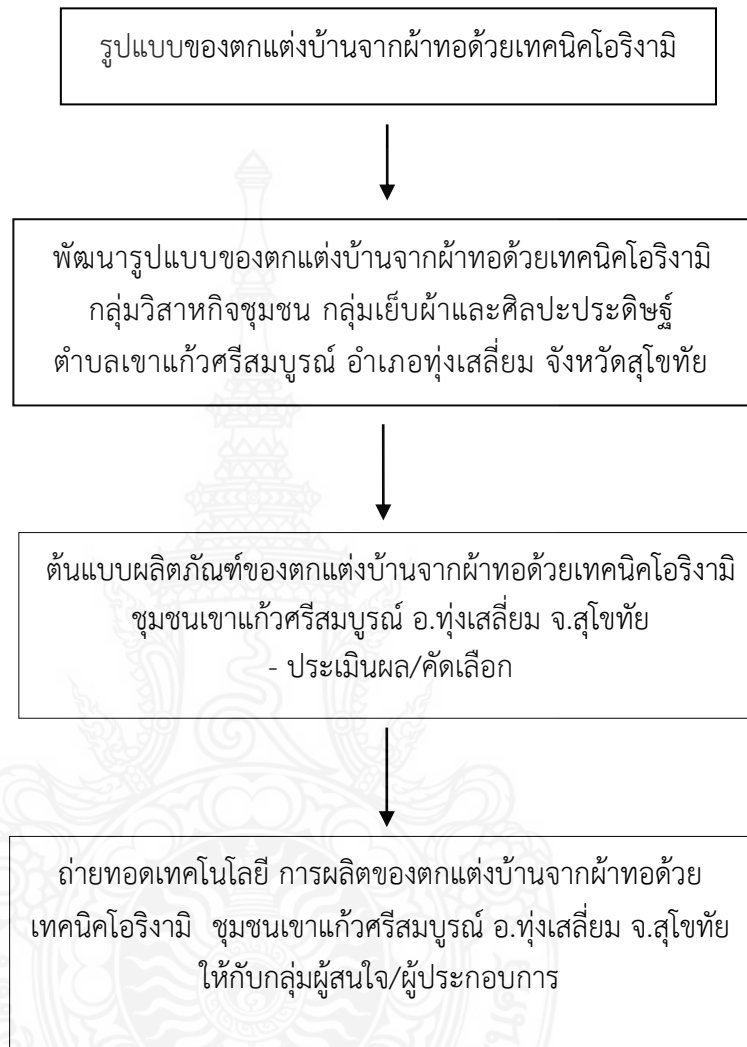 รูปแบบของตกแต่งบ้านจากผ้าทอด้วยเทคนิคโอริงามิ
พัฒนารูปแบบของตกแต่งบ้านจากผ้าทอด้วยเทคนิคโอริงามิ
กลุ่มวิสาหกิจชุมชน กลุ่มเย็บผ้าและศิลปะประดิษฐ์
ตำบลเขาแก้วศรีสมบูรณ์ อำเภอทุ่งเสลี่ยม จังหวัดสุโขทัย
ต้นแบบผลิตภัณฑ์ของตกแต่งบ้านจากผ้าทอด้วยเทคนิคโอริงามิ
ชุมชนเขาแก้วศรีสมบูรณ์ อ.ทุ่งเสลี่ยม จ.สุโขทัย
- ประเมินผล/คัดเลือก
ถ่ายทอดเทคโนโลยี การผลิตของตกแต่งบ้านจากผ้าทอด้วย
เทคนิคโอริงามิ ชุมชนเขาแก้วศรีสมบูรณ์ อ.ทุ่งเสลี่ยม จ.สุโขทัย
ให้กับกลุ่มผู้สนใจ/ผู้ประกอบการ